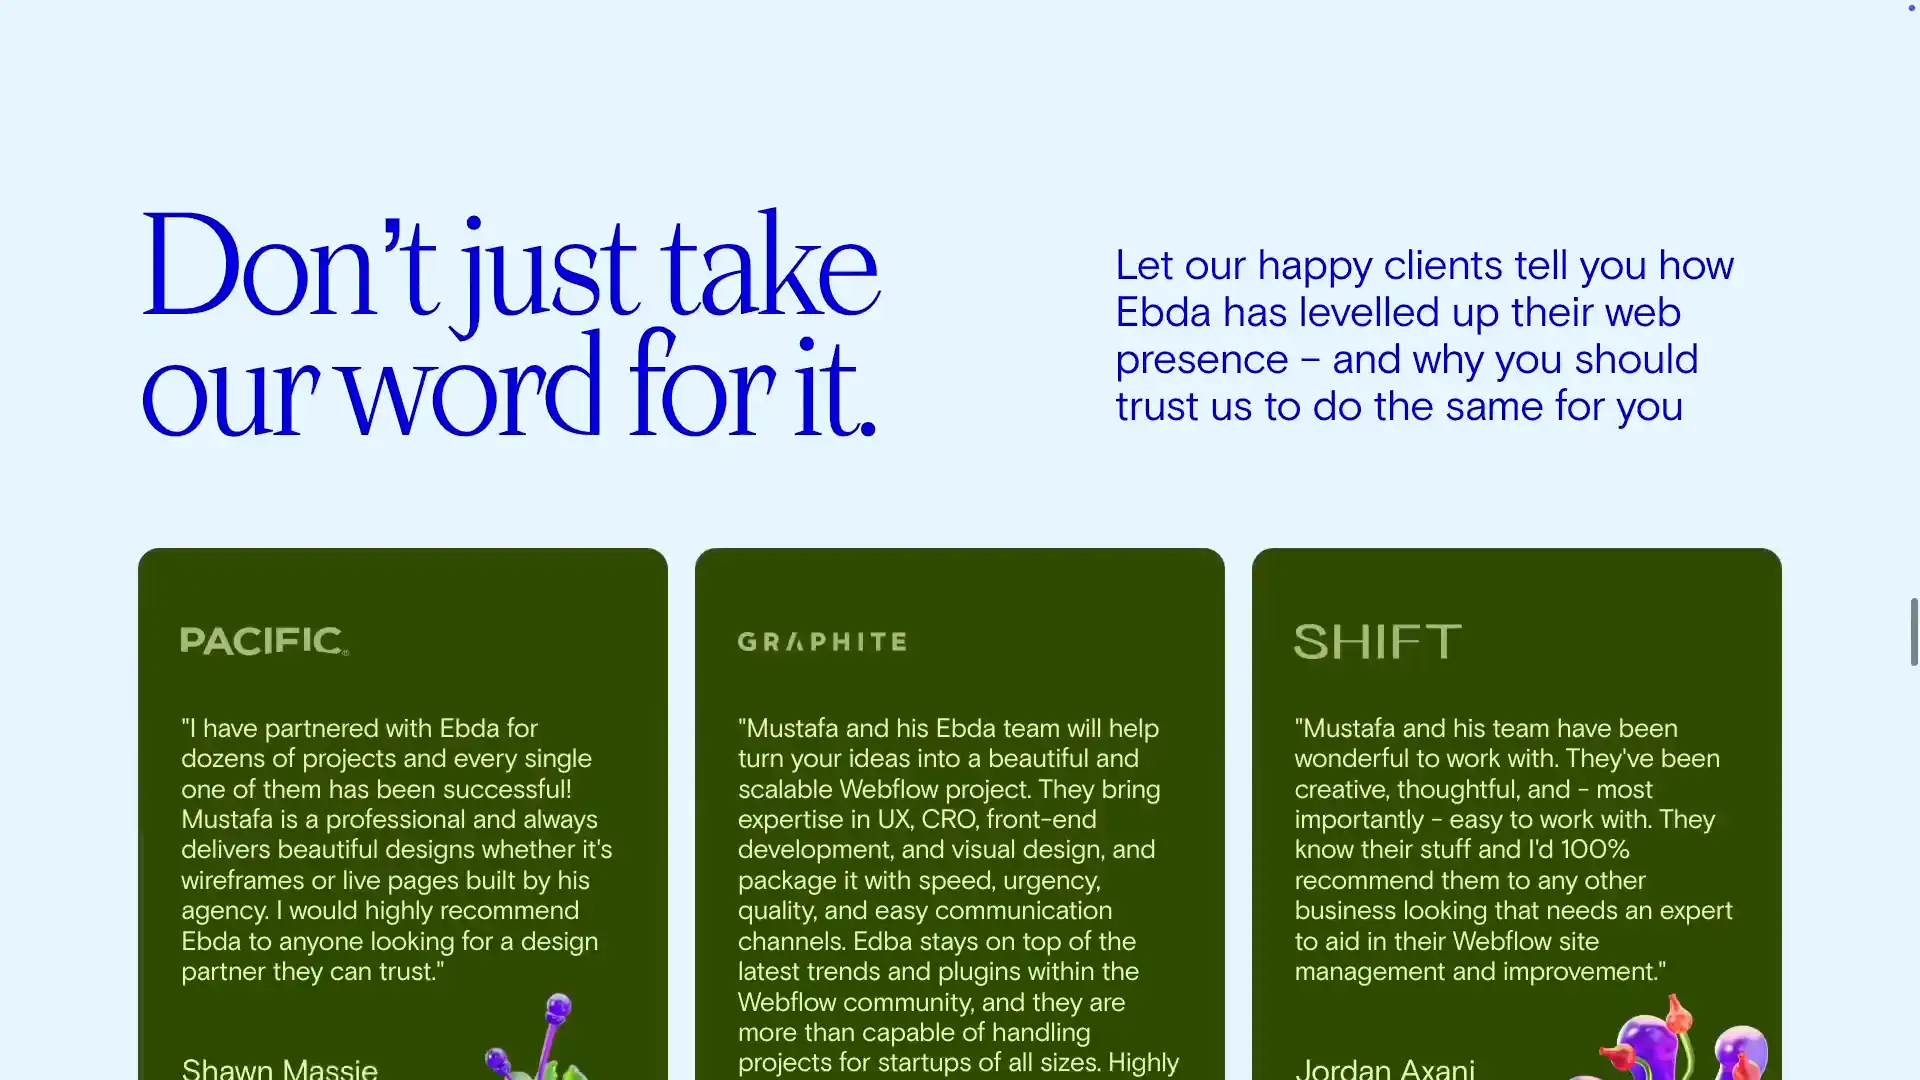 Don’t just take
our word for it.
Let our happy clients tell you how
Ebda has levelled up their web
presence – and why you should
trust us to do the same for you
PACIFIC®
"I have partnered with Ebda for
dozens of projects and every single
one of them has been successful!
Mustafa is a professional and always
delivers beautiful designs whether it's
wireframes or live pages built by his
agency. I would highly recommend
Ebda to anyone looking for a design
partner they can trust."
Shawn Massie
GRAPHITE
"Mustafa and his Ebda team will help
turn your ideas into a beautiful and
scalable Webflow project. They bring
expertise in UX, CRO, front-end
development, and visual design, and
package it with speed, urgency,
quality, and easy communication
channels. Edba stays on top of the
latest trends and plugins within the
Webflow community, and they are
more than capable of handling
projects for startups of all sizes. Highly
SHIFT
"Mustafa and his team have been
wonderful to work with. They've been
creative, thoughtful, and - most
importantly - easy to work with. They
know their stuff and I'd 100%
recommend them to any other
business looking that needs an expert
to aid in their Webflow site
management and improvement."
Jordan Axani